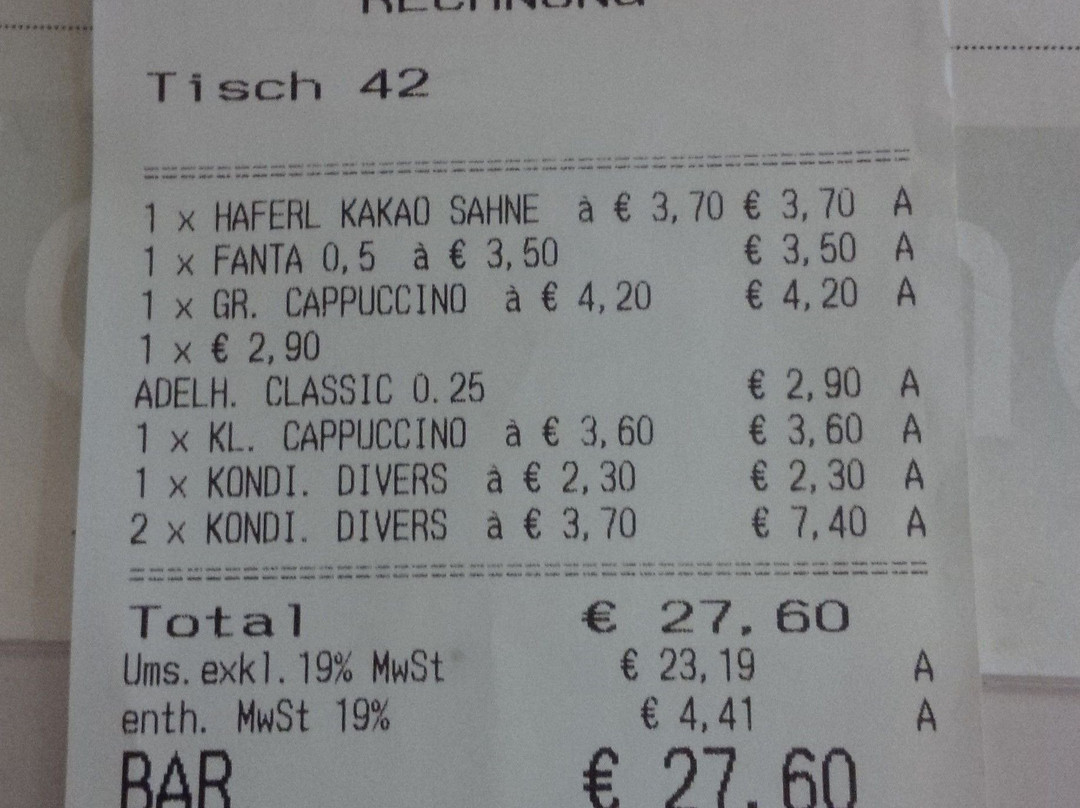 RECHNUNG
Tisch 42
1 x HAFERL KAKAO SAHNE à € 3,70 € 3,70 A
1 x FANTA 0,5 à € 3,50 € 3,50 A
1 x GR. CAPPUCCINO à € 4,20 € 4,20 A
1 x € 2,90
ADELH. CLASSIC 0.25 € 2,90 A
1 x KL. CAPPUCCINO à € 3,60 € 3,60 A
1 x KONDI. DIVERS à € 2,30 € 2,30 A
2 x KONDI. DIVERS à € 3,70 € 7,40 A
Total € 27,60
Ums. exkl. 19% MwSt € 23,19 A
enth. MwSt 19% € 4,41 A
BAR € 27,60